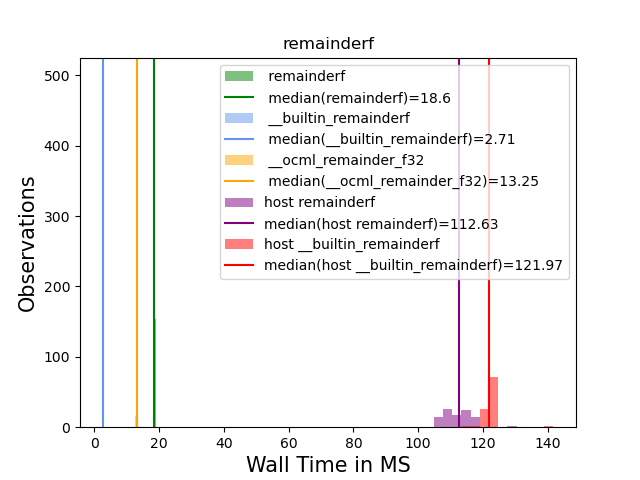 remainderf
500
400
300
200
100
0
Observations
remainderf
median(remainderf)=18.6
__builtin_remainderf
median(__builtin_remainderf)=2.71
__ocml_remainder_f32
median(__ocml_remainder_f32)=13.25
host remainderf
median(host remainderf)=112.63
host __builtin_remainderf
median(host __builtin_remainderf)=121.97
0 20 40 60 80 100 120 140
Wall Time in MS